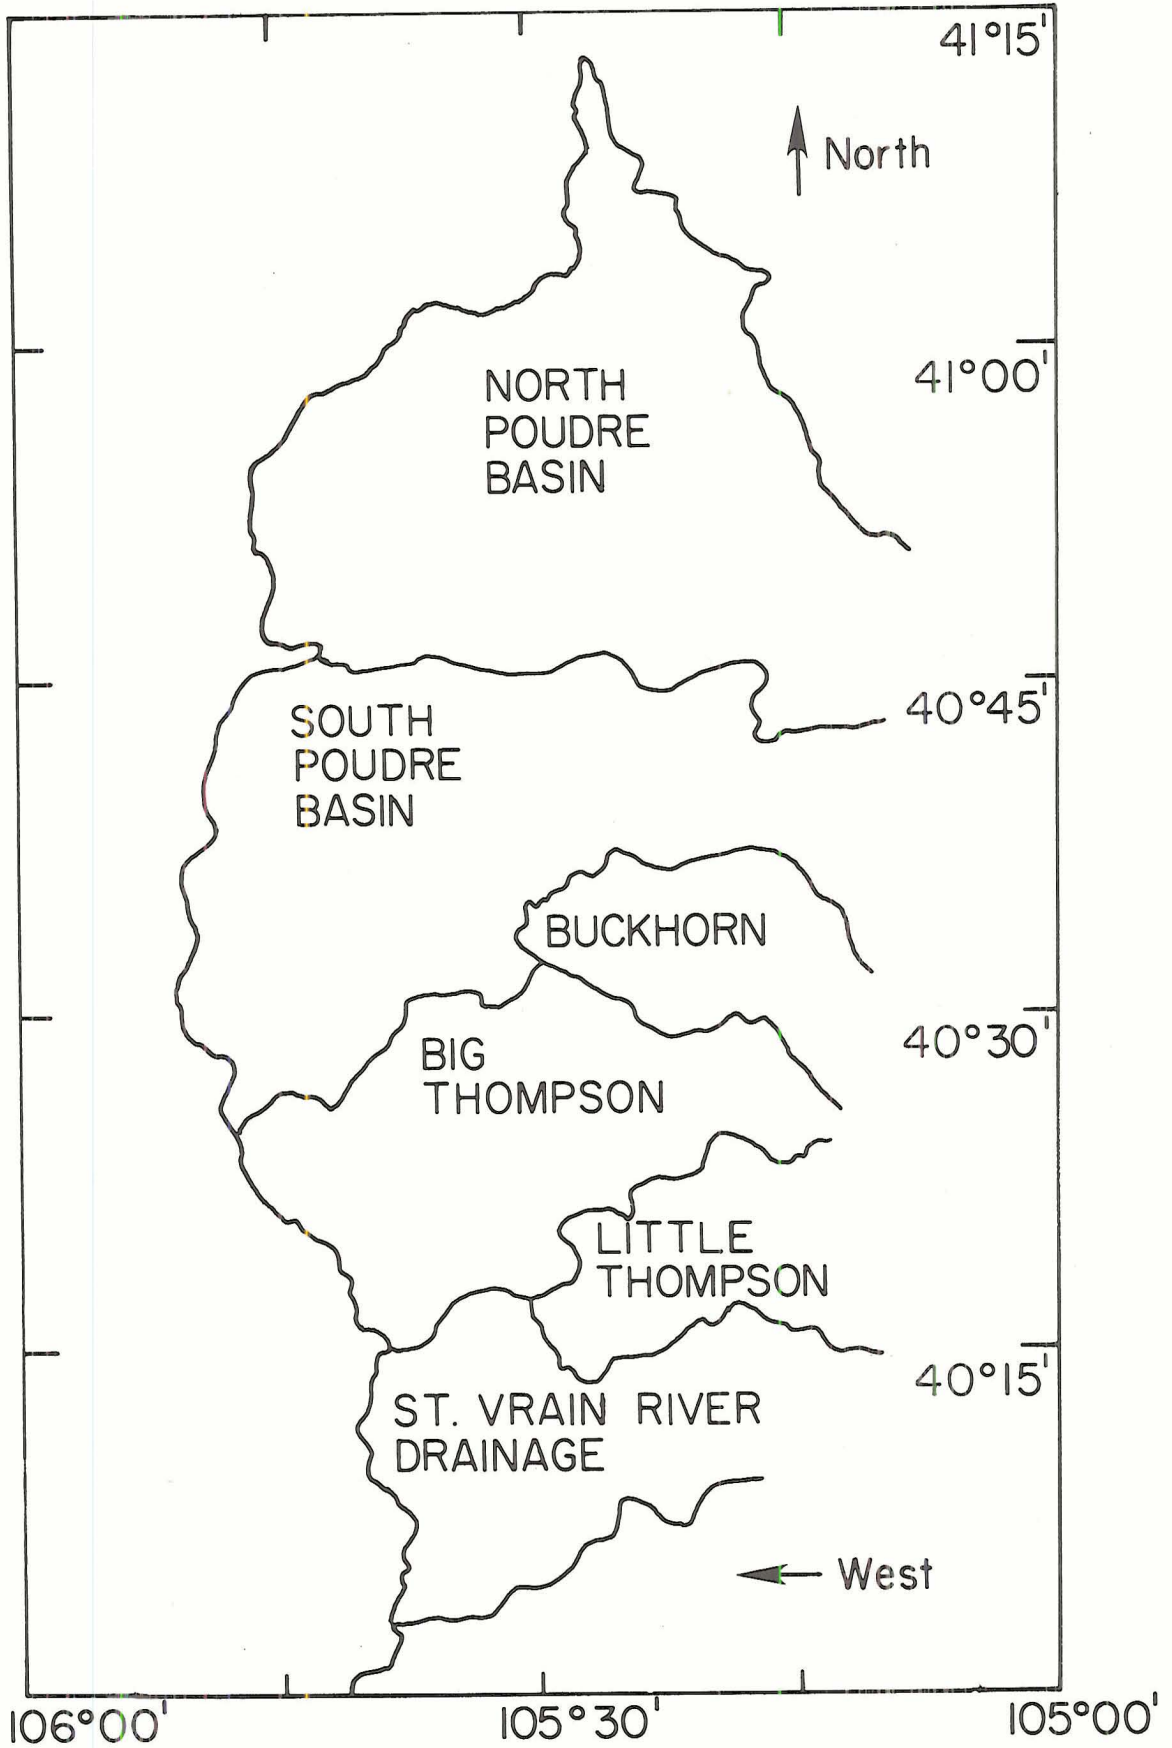 41°15'
North
41°00'
NORTH
POUDRE
BASIN
40°45'
SOUTH
POUDRE
BASIN
BUCKHORN
40°30'
BIG
THOMPSON
LITTLE
THOMPSON
40°15'
ST. VRAIN RIVER
DRAINAGE
West
106°00' 105°30' 105°00'